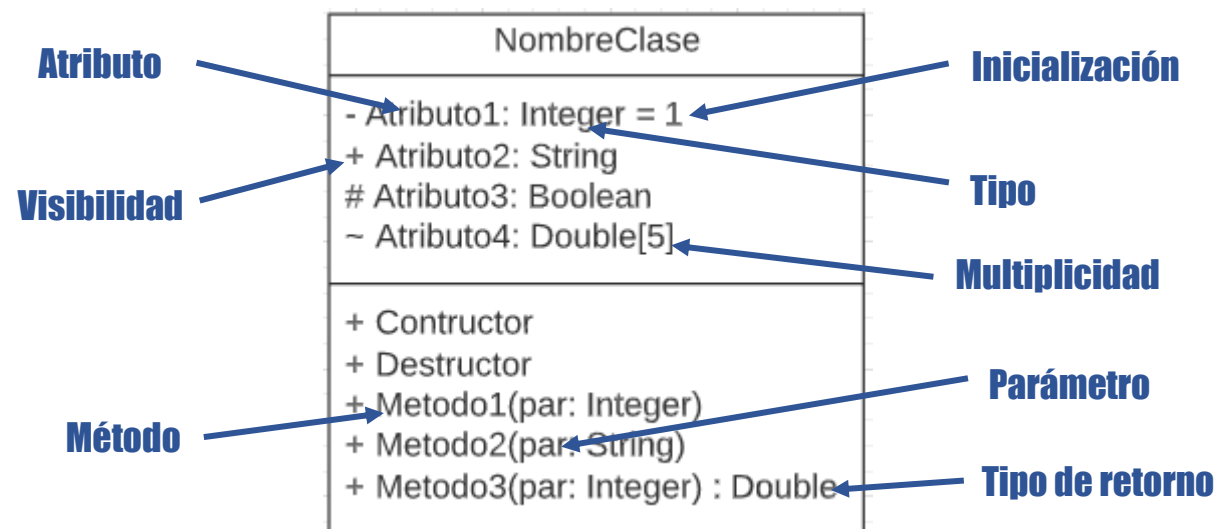 NombreClase
Atributo
Inicialización
- Atributo1: Integer = 1
+ Atributo2: String
Visibilidad
# Atributo3: Boolean
Tipo
~ Atributo4: Double[5]
Multiplicidad
+ Contructor
+ Destructor
Parámetro
+ Metodo1(par: Integer)
Método
+ Metodo2(par: String)
+ Metodo3(par: Integer) : Double
Tipo de retorno